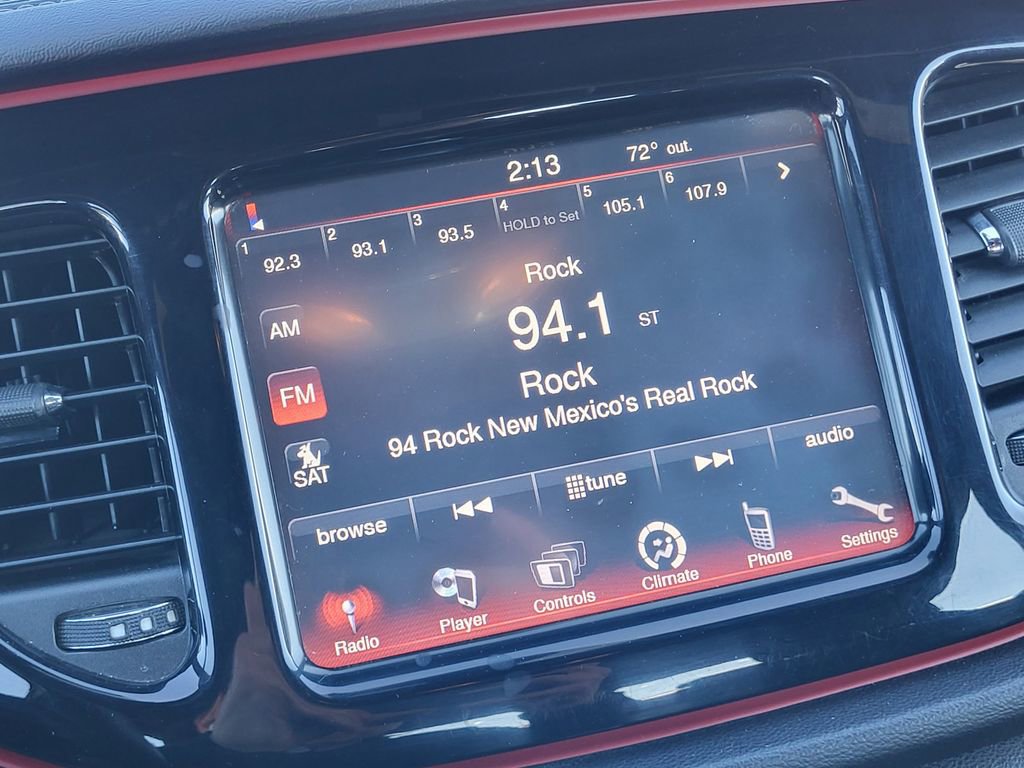 2:13 72° out.
1 92.3 2 93.1 3 93.5 4 HOLD to Set 5 105.1 6 107.9
Rock
AM 94.1 ST
FM Rock
94 Rock New Mexico's Real Rock
SAT
browse tune audio
Radio Player Controls Climate Phone Settings